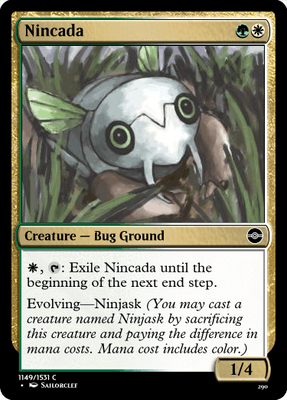 Nincada
Creature — Bug Ground
, : Exile Nincada until the
beginning of the next end step.
Evolving—Ninjask (You may cast a
creature named Ninjask by sacrificing
this creature and paying the difference in
mana costs. Mana cost includes color.)
1/4
1149/1531 C
• Sailorclef
290